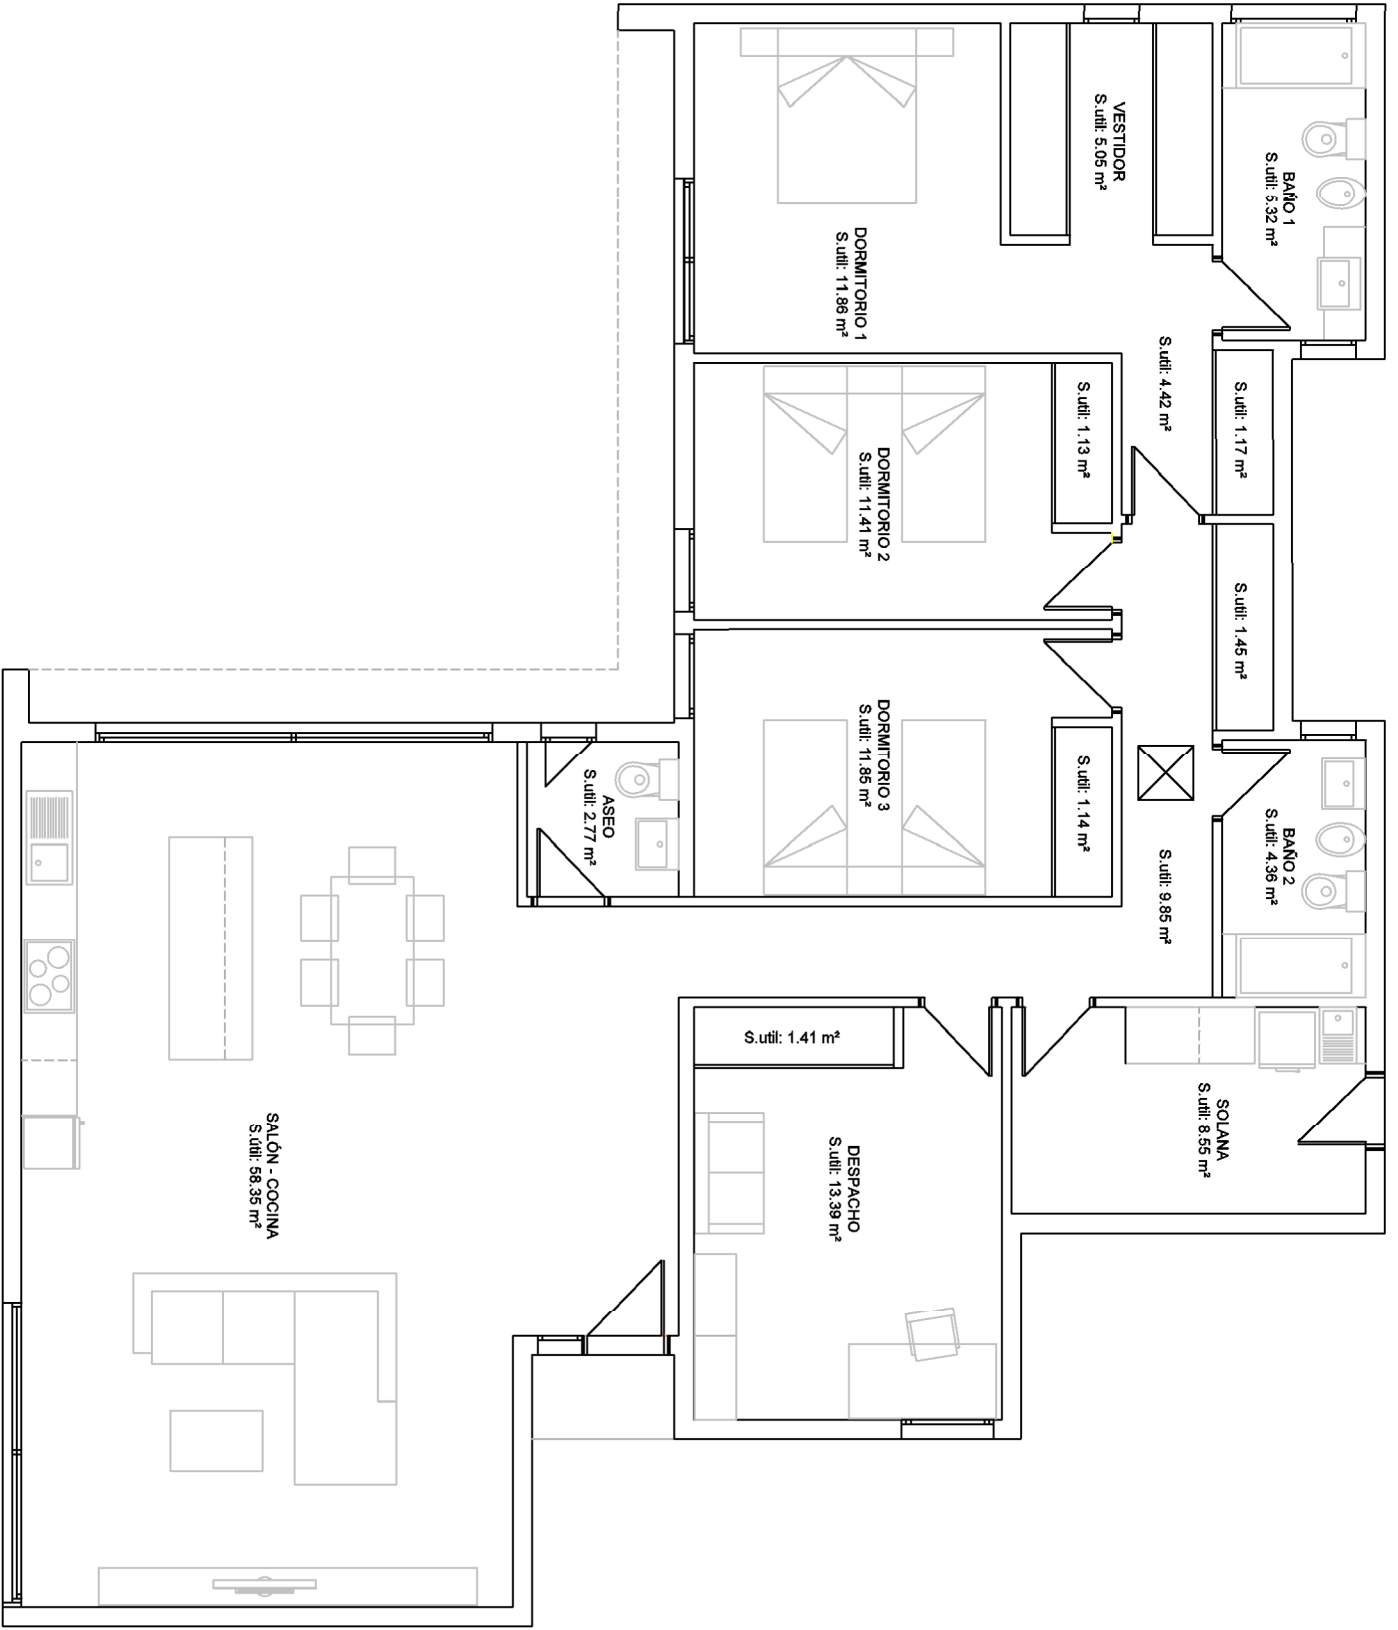 VESTIDOR
S.util: 5.05 m²
BAÑO 1
S.util: 5.32 m²
DORMITORIO 1
S.util: 11.86 m²
S.util: 4.42 m²
S.util: 1.13 m²
S.util: 1.17 m²
DORMITORIO 2
S.util: 11.41 m²
S.util: 1.45 m²
DORMITORIO 3
S.util: 11.85 m²
S.util: 1.14 m²
ASEO
S.util: 2.77 m²
BAÑO 2
S.util: 4.36 m²
S.util: 9.85 m²
S.util: 1.41 m²
SOLANA
S.util: 8.55 m²
DESPACHO
S.util: 13.39 m²
SALÓN - COCINA
S.útil: 58.35 m²